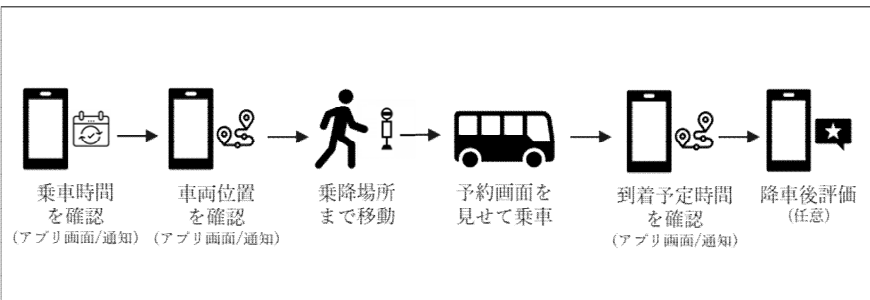 乗車時間
を確認
(アプリ画面/通知)
車両位置
を確認
(アプリ画面/通知)
乗降場所
まで移動
予約画面を
見せて乗車
到着予定時間
を確認
(アプリ画面/通知)
降車後評価
(任意)